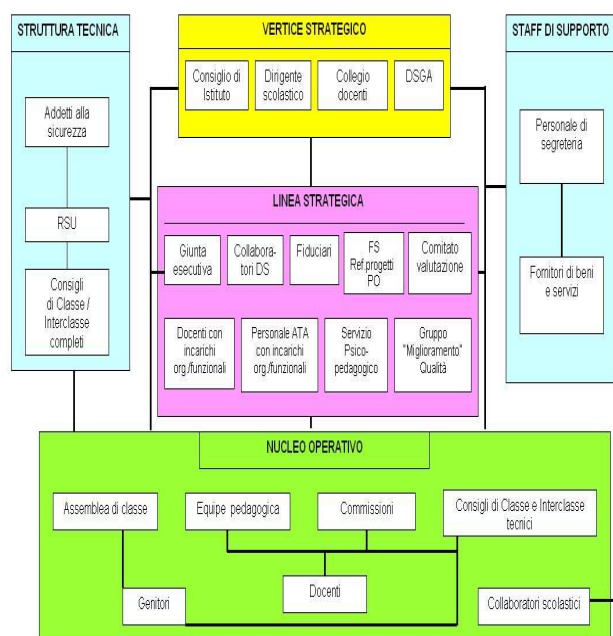 STRUTTURA TECNICA
Addetti alla
sicurezza
RSU
Consigli
di Classe /
Interclasse
completi
VERTICE STRATEGICO
Consiglio di
Istituto
Dirigente
scolastico
Collegio
docenti
DSGA
STAFF DI SUPPORTO
Personale di
segreteria
Fornitori di beni
e servizi
LINEA STRATEGICA
Giunta
esecutiva
Collabora-
tori DS
Fiduciari
FS
Ref.progetti
PO
Comitato
valutazione
Docenti con
incarichi
org./funzionali
Personale ATA
con incarichi
org./funzionali
Servizio
Psico-
pedagogico
Gruppo
"Miglioramento"
Qualità
NUCLEO OPERATIVO
Assemblea di classe
Equipe pedagogica
Commissioni
Consigli di Classe e Interclasse
tecnici
Docenti
Genitori
Collaboratori scolastici